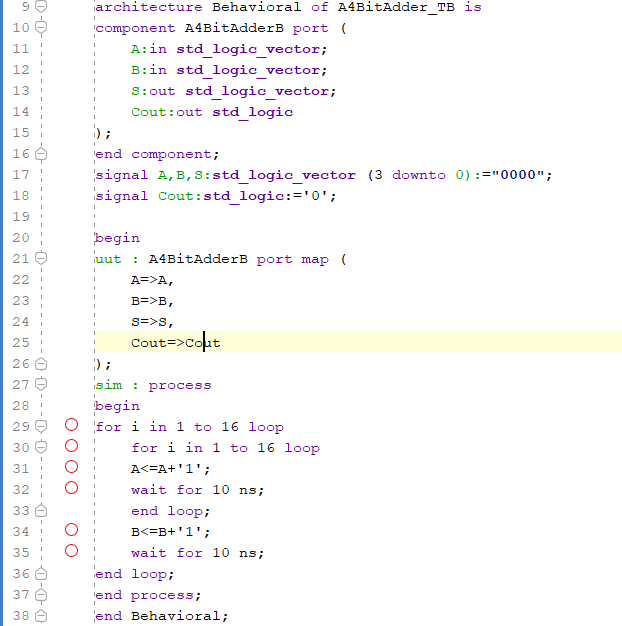 9 architecture Behavioral of A4BitAdder_TB is
10 component A4BitAdderB port (
11 A:in std_logic_vector;
12 B:in std_logic_vector;
13 S:out std_logic_vector;
14 Cout:out std_logic
15 );
16 end component;
17 signal A,B,S:std_logic_vector (3 downto 0):="0000";
18 signal Cout:std_logic:='0';
19
20 begin
21 uut : A4BitAdderB port map (
22 A=>A,
23 B=>B,
24 S=>S,
25 Cout=>Cout
26 );
27 sim : process
28 begin
29 for i in 1 to 16 loop
30 for i in 1 to 16 loop
31 A<=A+'1';
32 wait for 10 ns;
33 end loop;
34 B<=B+'1';
35 wait for 10 ns;
36 end loop;
37 end process;
38 end Behavioral;